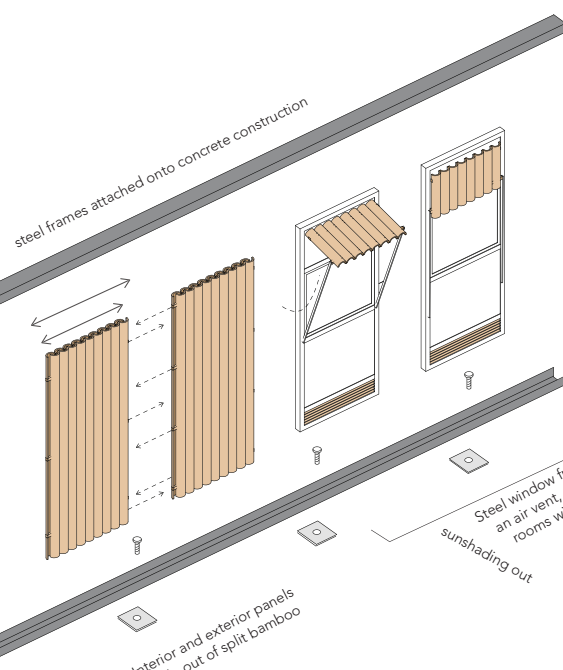 steel frames attached onto concrete construction
Steel window
an air vent,
rooms
sunshading out
interior and exterior panels
out of split bamboo